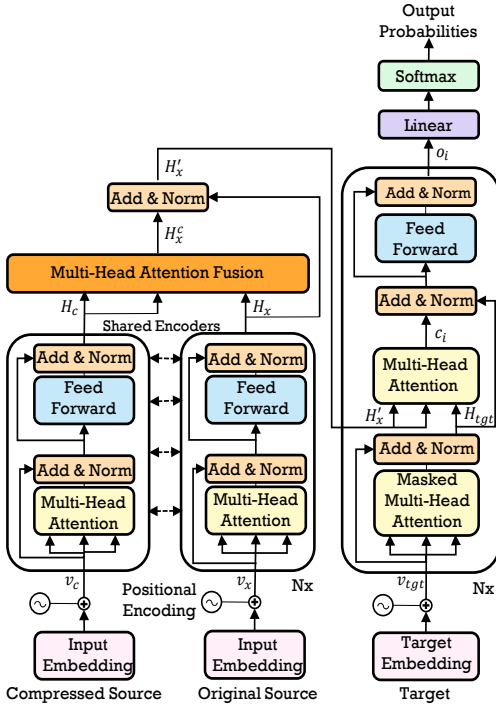 Output
Probabilities
Softmax
Linear
o_i
Add & Norm
Feed
Forward
Add & Norm
c_i
Multi-Head
Attention
H'_x
H_tgt
Add & Norm
Masked
Multi-Head
Attention
v_tgt
Nx
Target
Embedding
Target
H'_x
Add & Norm
H_x^c
Multi-Head Attention Fusion
H_c
H_x
Shared Encoders
Add & Norm
Feed
Forward
Add & Norm
Multi-Head
Attention
v_c
Input
Embedding
Compressed Source
Add & Norm
Feed
Forward
Add & Norm
Multi-Head
Attention
v_x
Nx
Positional
Encoding
Input
Embedding
Original Source